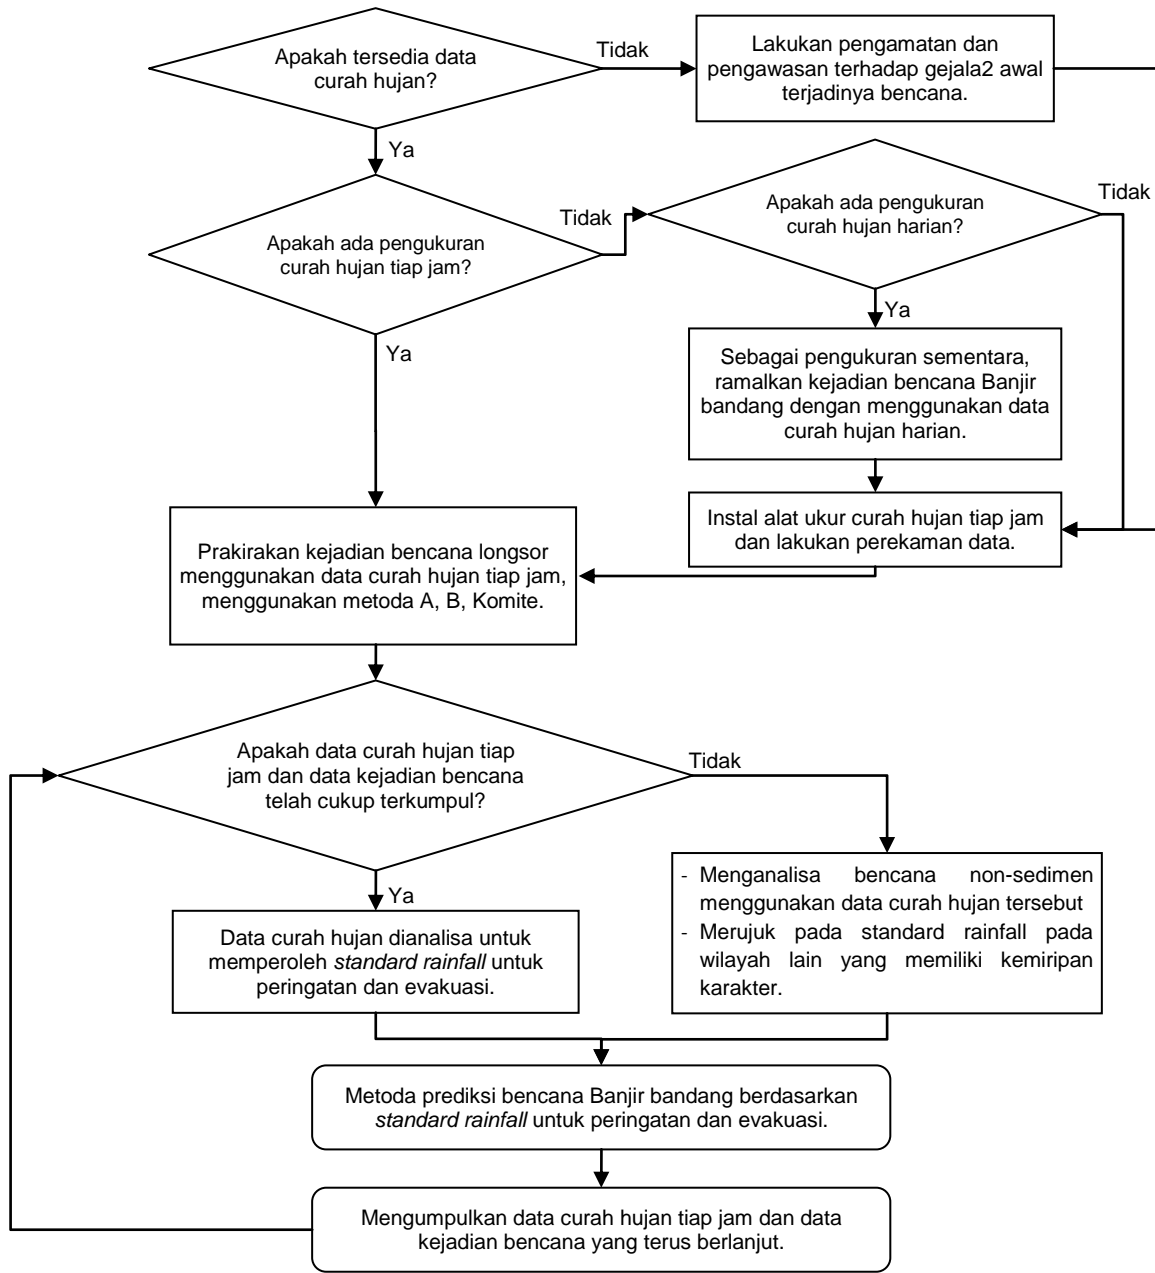 Apakah tersedia data
curah hujan?
Tidak
Lakukan pengamatan dan
pengawasan terhadap gejala2 awal
terjadinya bencana.
Ya
Apakah ada pengukuran
curah hujan tiap jam?
Tidak
Apakah ada pengukuran
curah hujan harian?
Tidak
Ya
Ya
Sebagai pengukuran sementara,
ramalkan kejadian bencana Banjir
bandang dengan menggunakan data
curah hujan harian.
Instal alat ukur curah hujan tiap jam
dan lakukan perekaman data.
Prakirakan kejadian bencana longsor
menggunakan data curah hujan tiap jam,
menggunakan metoda A, B, Komite.
Apakah data curah hujan tiap
jam dan data kejadian bencana
telah cukup terkumpul?
Tidak
Ya
- Menganalisa bencana non-sedimen
menggunakan data curah hujan tersebut
- Merujuk pada standard rainfall pada
wilayah lain yang memiliki kemiripan
karakter.
Data curah hujan dianalisa untuk
memperoleh standard rainfall untuk
peringatan dan evakuasi.
Metoda prediksi bencana Banjir bandang berdasarkan
standard rainfall untuk peringatan dan evakuasi.
Mengumpulkan data curah hujan tiap jam dan data
kejadian bencana yang terus berlanjut.